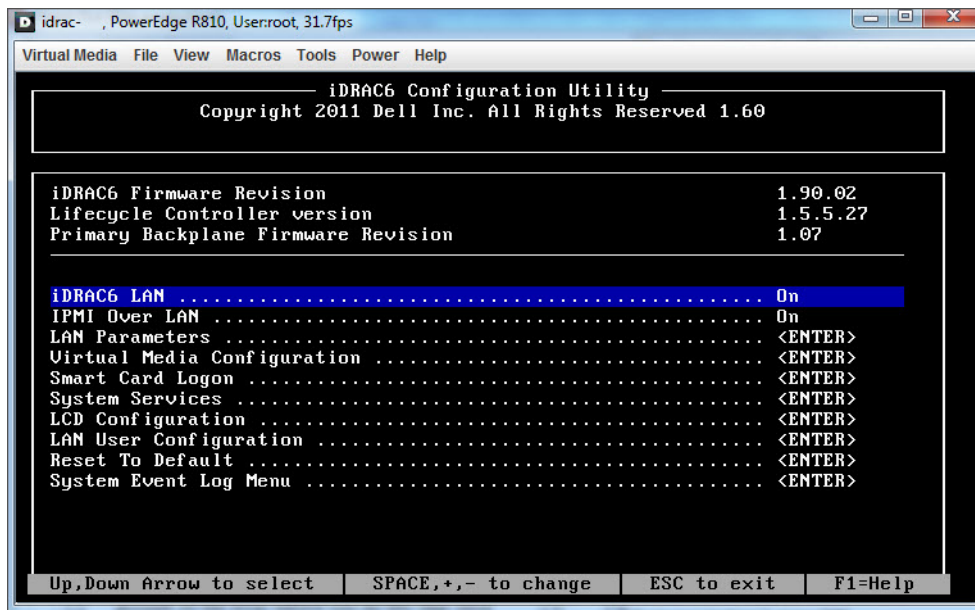 idrac-    , PowerEdge R810, User:root, 31.7fps
Virtual Media File View Macros Tools Power Help
iDRAC6 Configuration Utility
Copyright 2011 Dell Inc. All Rights Reserved 1.60
iDRAC6 Firmware Revision 1.90.02
Lifecycle Controller version 1.5.5.27
Primary Backplane Firmware Revision 1.07
iDRAC6 LAN ................................................... On
IPMI Over LAN ................................................ On
LAN Parameters ............................................... <ENTER>
Virtual Media Configuration .................................. <ENTER>
Smart Card Logon ............................................. <ENTER>
System Services .............................................. <ENTER>
LCD Configuration ............................................ <ENTER>
LAN User Configuration ....................................... <ENTER>
Reset To Default ............................................. <ENTER>
System Event Log Menu ........................................ <ENTER>
Up,Down Arrow to select SPACE,+,- to change ESC to exit F1=Help